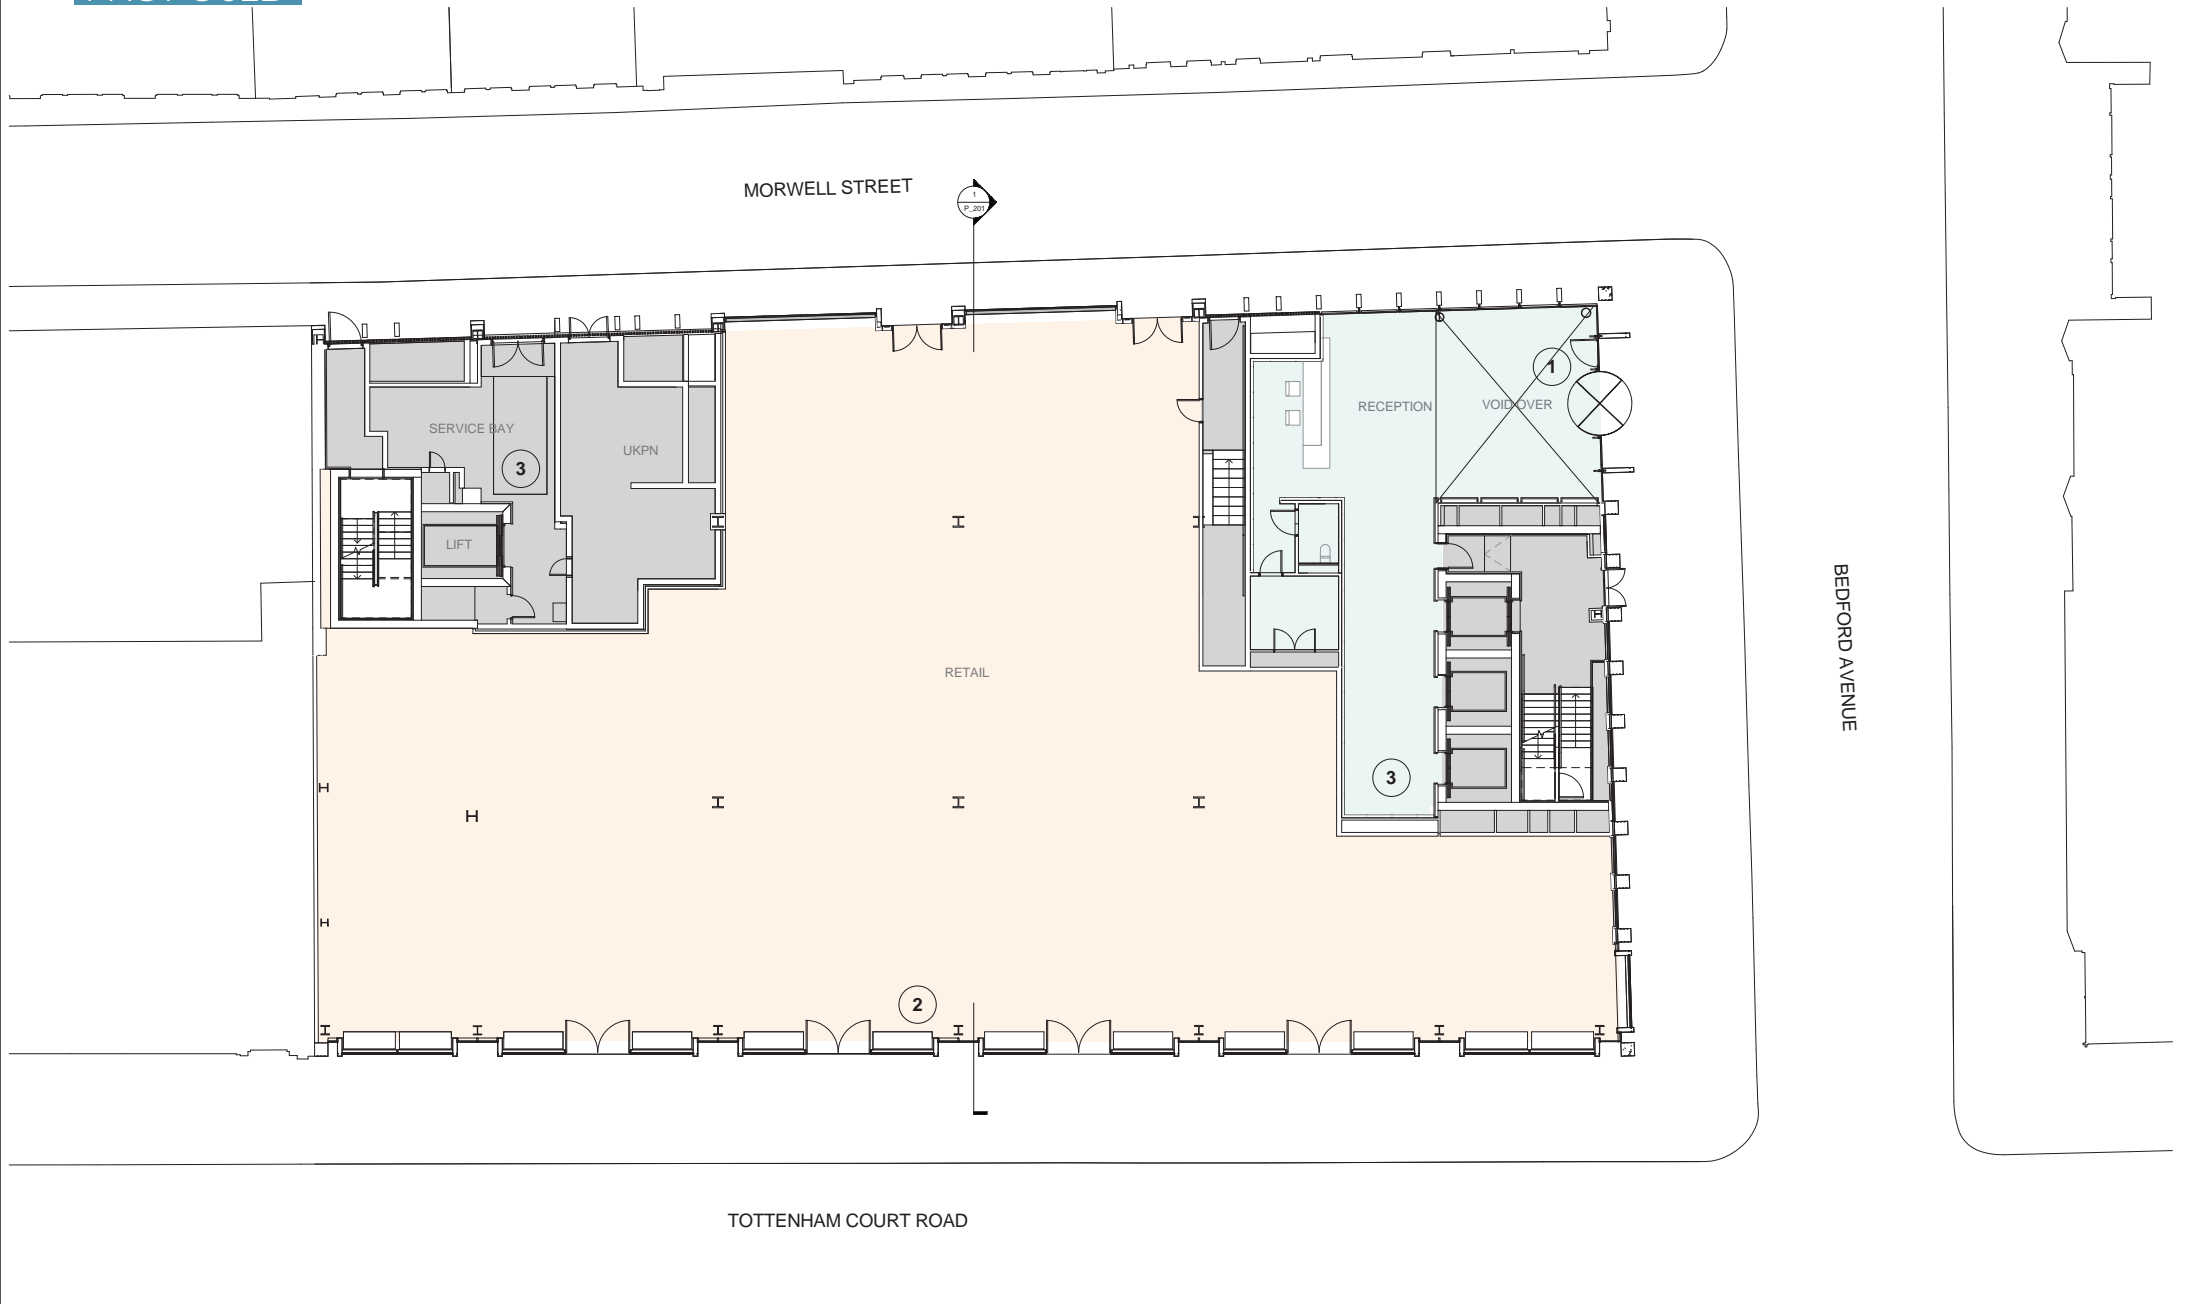 MORWELL STREET
1
P_201
1
RECEPTION
VOID OVER
SERVICE BAY
UKPN
3
LIFT
RETAIL
BEDFORD AVENUE
3
2
TOTTENHAM COURT ROAD